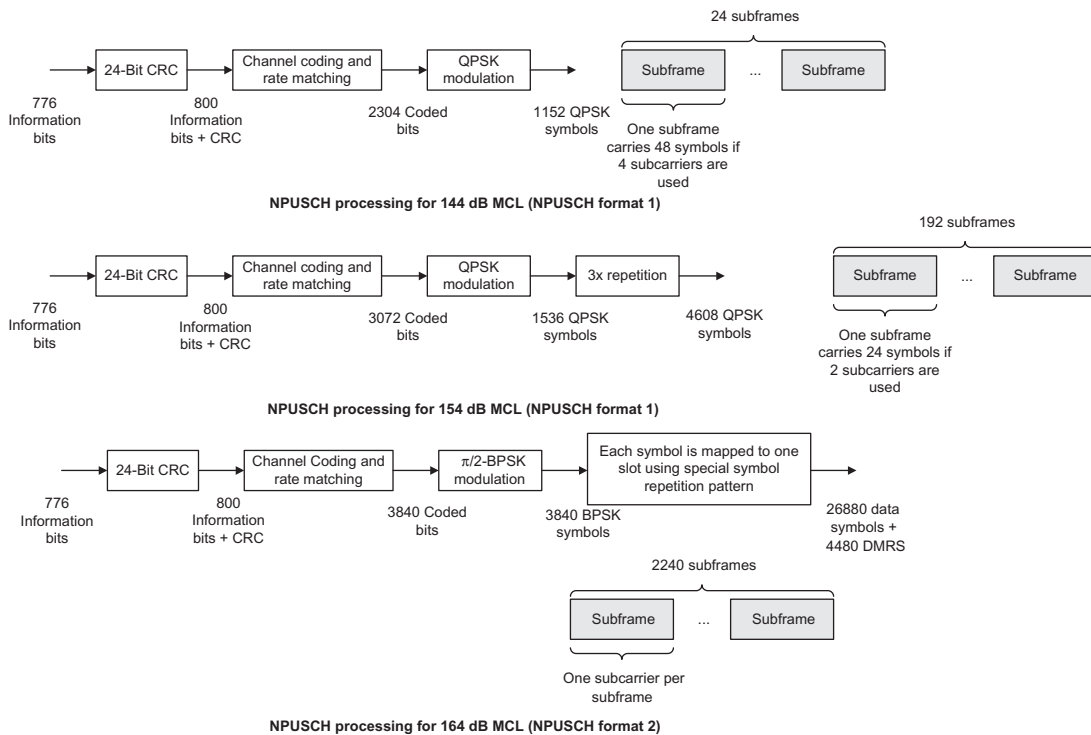 24 subframes
24-Bit CRC
Channel coding and
rate matching
QPSK
modulation
Subframe
...
Subframe
776
Information
bits
800
Information
bits + CRC
2304 Coded
bits
1152 QPSK
symbols
One subframe
carries 48 symbols if
4 subcarriers are
used
NPUSCH processing for 144 dB MCL (NPUSCH format 1)
192 subframes
24-Bit CRC
Channel coding and
rate matching
QPSK
modulation
3x repetition
Subframe
...
Subframe
776
Information
bits
800
Information
bits + CRC
3072 Coded
bits
1536 QPSK
symbols
4608 QPSK
symbols
One subframe
carries 24 symbols if
2 subcarriers are
used
NPUSCH processing for 154 dB MCL (NPUSCH format 1)
24-Bit CRC
Channel Coding and
rate matching
π/2-BPSK
modulation
Each symbol is mapped to one
slot using special symbol
repetition pattern
776
Information
bits
800
Information
bits + CRC
3840 Coded
bits
3840 BPSK
symbols
26880 data
symbols +
4480 DMRS
2240 subframes
Subframe
...
Subframe
One subcarrier per
subframe
NPUSCH processing for 164 dB MCL (NPUSCH format 2)